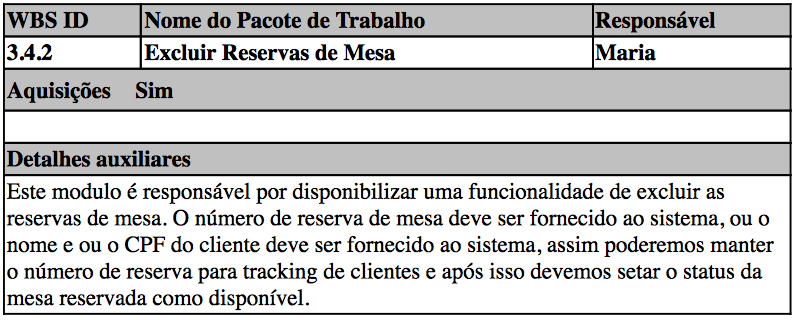 WBS ID Nome do Pacote de Trabalho Responsável
3.4.2 Excluir Reservas de Mesa Maria
Aquisições Sim
Detalhes auxiliares
Este modulo é responsável por disponibilizar uma funcionalidade de excluir as
reservas de mesa. O número de reserva de mesa deve ser fornecido ao sistema, ou o
nome e ou o CPF do cliente deve ser fornecido ao sistema, assim poderemos manter
o número de reserva para tracking de clientes e após isso devemos setar o status da
mesa reservada como disponível.